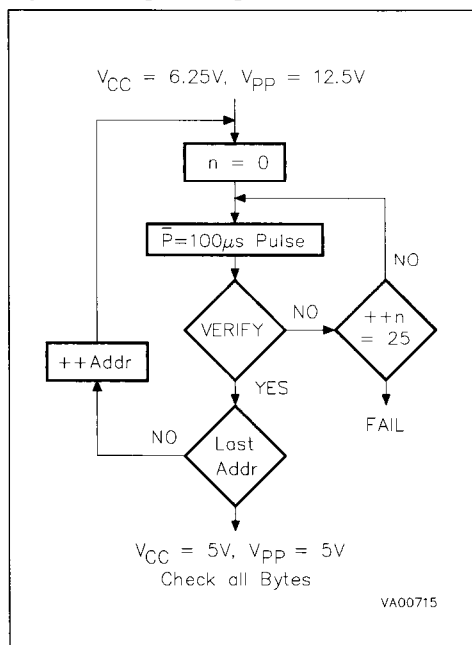 V_CC = 6.25V, V_PP = 12.5V
n = 0
P̅=100µs Pulse
NO
VERIFY
NO
++n
= 25
++Addr
YES
FAIL
NO
Last
Addr
V_CC = 5V, V_PP = 5V
Check all Bytes
VA00715